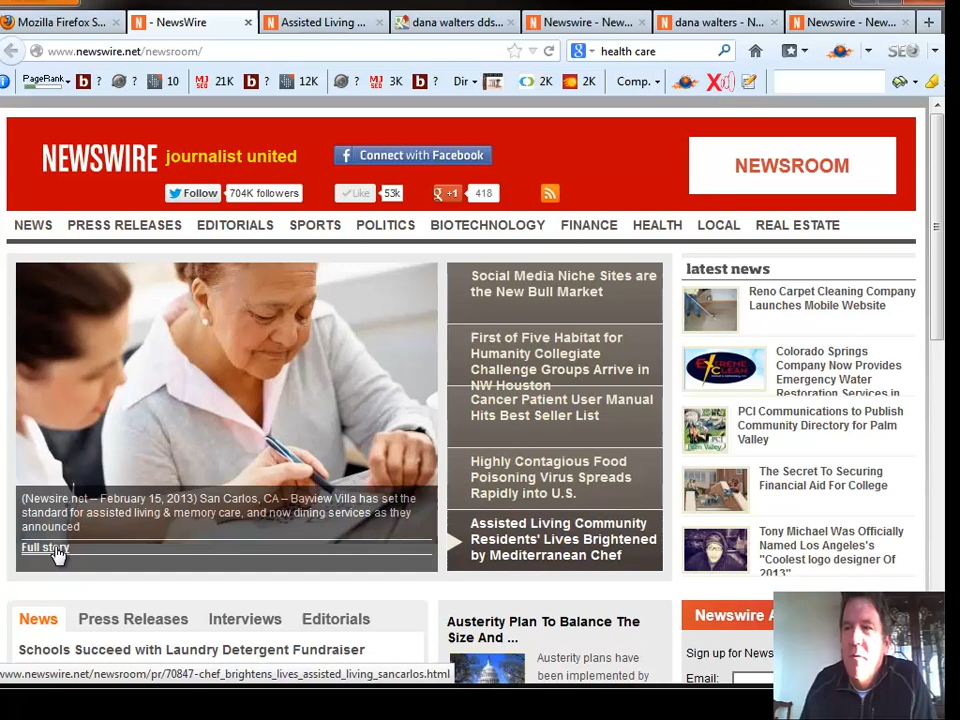 Mozilla Firefox S...
- NewsWire
Assisted Living ...
dana walters dds...
Newswire - New...
dana walters - N...
Newswire - New...
www.newswire.net/newsroom/
health care
SEO
PageRank
b ?
?
10
MJ SEO 21K
b ?
12K
?
MJ SEO 3K
b ?
Dir
2K
2K
Comp.
X
NEWSWIRE journalist united
Connect with Facebook
NEWSROOM
Follow 704K followers
Like 53k
g +1 418
NEWS PRESS RELEASES EDITORIALS SPORTS POLITICS BIOTECHNOLOGY FINANCE HEALTH LOCAL REAL ESTATE
(Newsire.net -- February 15, 2013) San Carlos, CA – Bayview Villa has set the
standard for assisted living & memory care, and now dining services as they
announced
Full story
Social Media Niche Sites are
the New Bull Market
First of Five Habitat for
Humanity Collegiate
Challenge Groups Arrive in
NW Houston
Cancer Patient User Manual
Hits Best Seller List
Highly Contagious Food
Poisoning Virus Spreads
Rapidly into U.S.
Assisted Living Community
Residents' Lives Brightened
by Mediterranean Chef
latest news
Reno Carpet Cleaning Company
Launches Mobile Website
EXTREME
CLEAN
Colorado Springs
Company Now Provides
Emergency Water
Restoration Services in
PCI Communications to Publish
Community Directory for Palm
Valley
The Secret To Securing
Financial Aid For College
Tony Michael Was Officially
Named Los Angeles's
"Coolest logo designer Of
2013"
News Press Releases Interviews Editorials
Schools Succeed with Laundry Detergent Fundraiser
Austerity Plan To Balance The
Size And ...
Austerity plans have
been implemented by
Newswire A
Sign up for News
Email:
www.newswire.net/newsroom/pr/70847-chef_brightens_lives_assisted_living_sancarlos.html